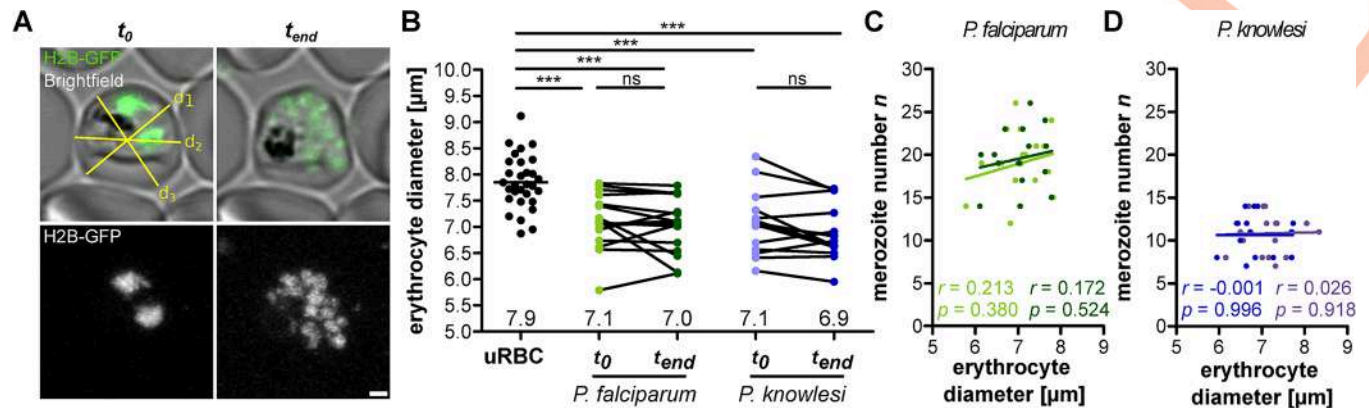 A
t0
tend
H2B-GFP
Brightfield
d1
d2
d3
H2B-GFP
B
***
***
***
*** ns ns
erythrocyte diameter [µm]
10.0
9.5
9.0
8.5
8.0
7.5
7.0
6.5
6.0
5.5
5.0
7.9 7.1 7.0 7.1 6.9
uRBC t0 tend t0 tend
P. falciparum P. knowlesi
C
P. falciparum
merozoite number n
30
25
20
15
10
5
0
r = 0.213 r = 0.172
p = 0.380 p = 0.524
5 6 7 8 9
erythrocyte
diameter [µm]
D
P. knowlesi
merozoite number n
30
25
20
15
10
5
0
r = -0.001 r = 0.026
p = 0.996 p = 0.918
5 6 7 8 9
erythrocyte
diameter [µm]